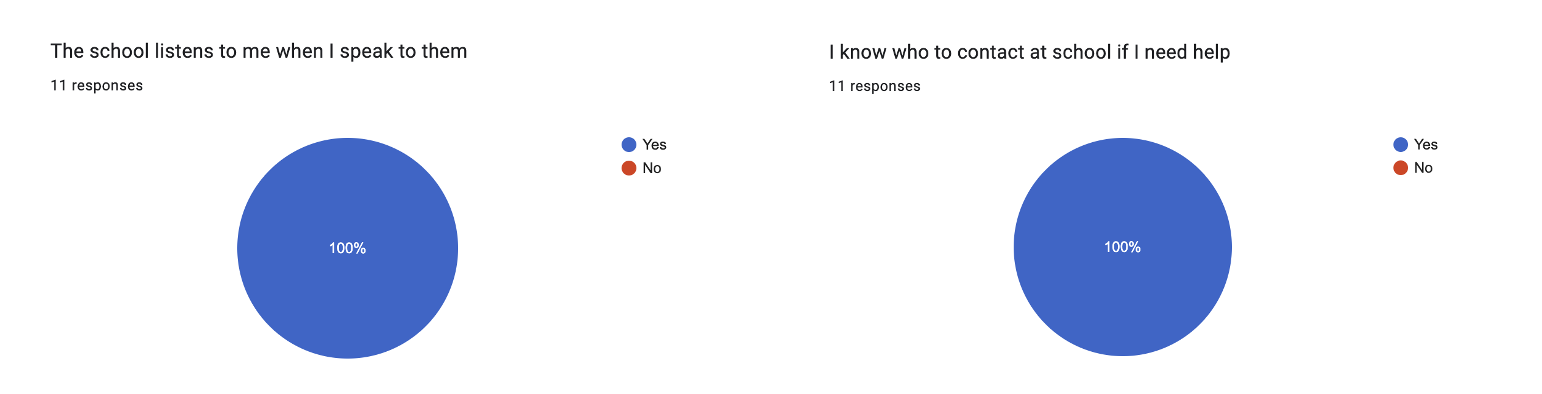 The school listens to me when I speak to them
11 responses
Yes
No
100%
I know who to contact at school if I need help
11 responses
Yes
No
100%